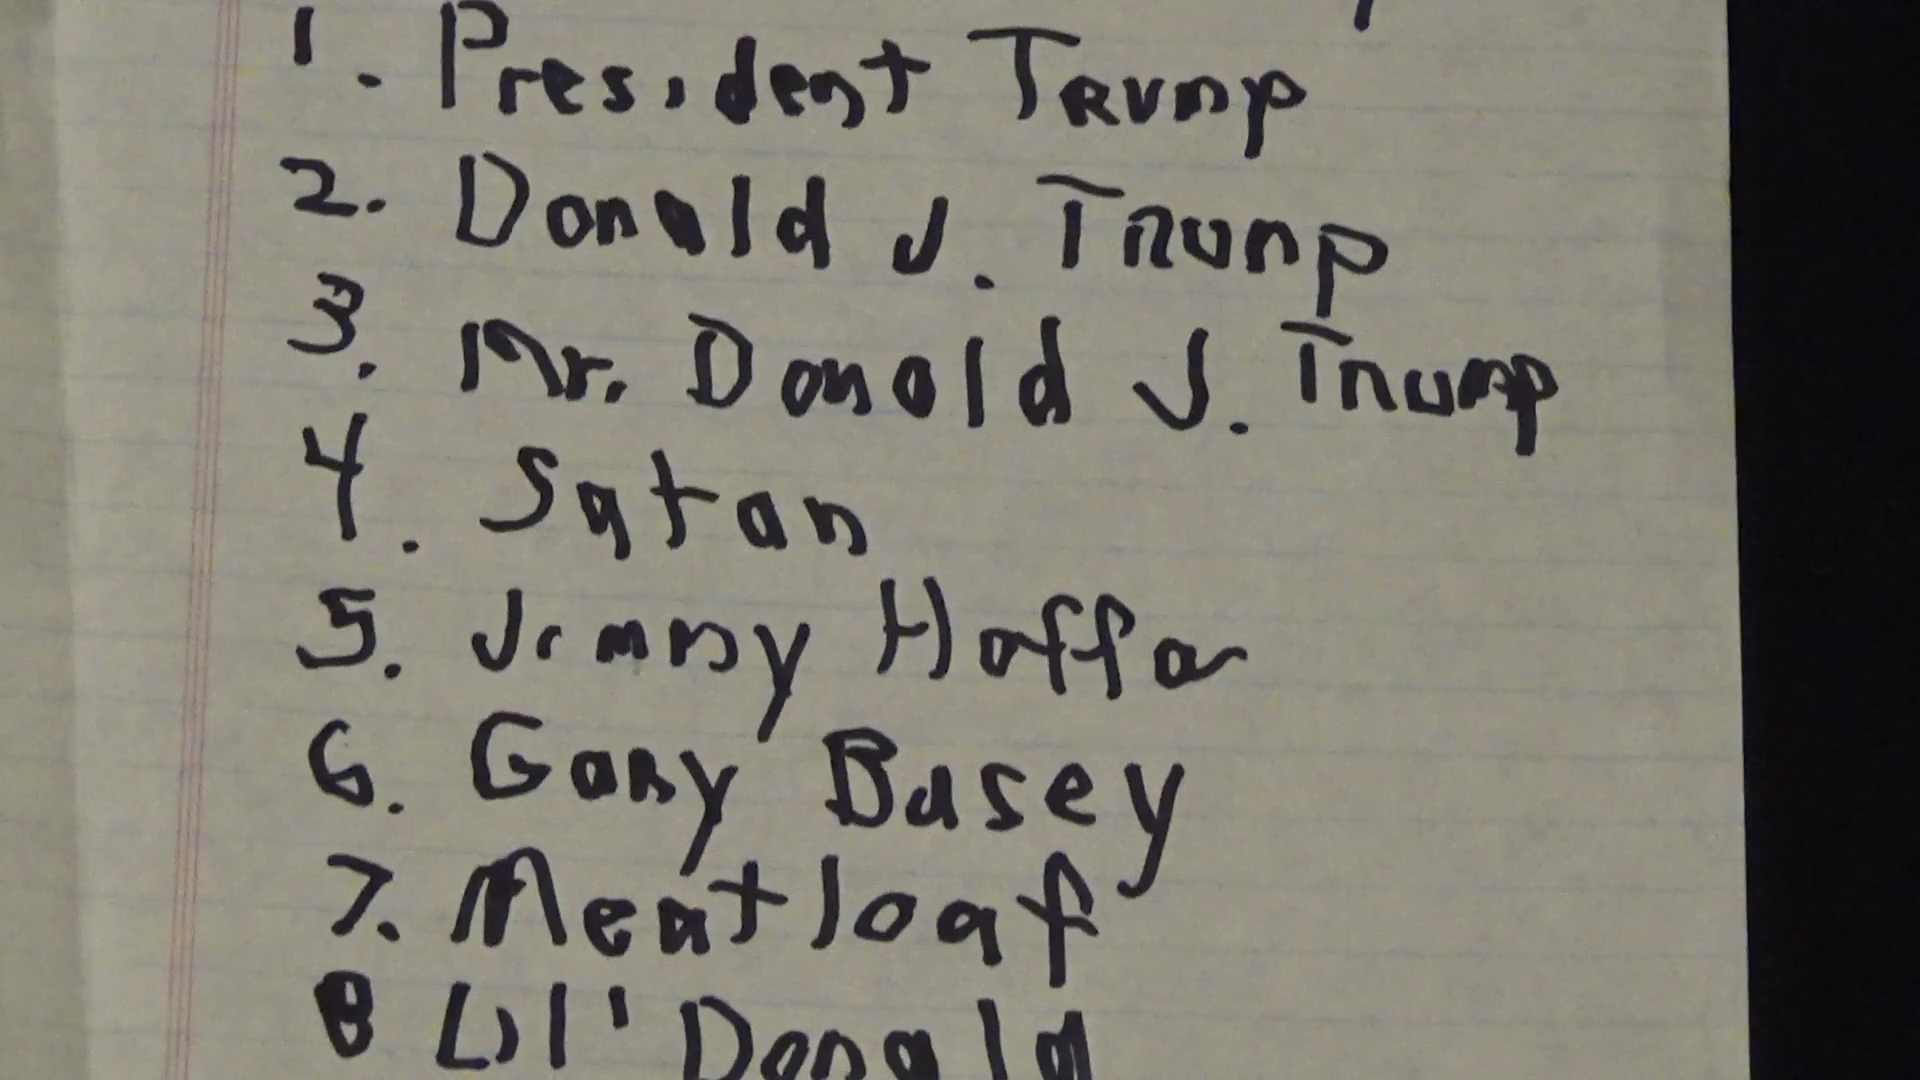 1. President Trump
2. Donald J. Trump
3. Mr. Donald J. Trump
4. Satan
5. Jimmy Hoffa
6. Gary Busey
7. Meatloaf
8 Lil' Donald